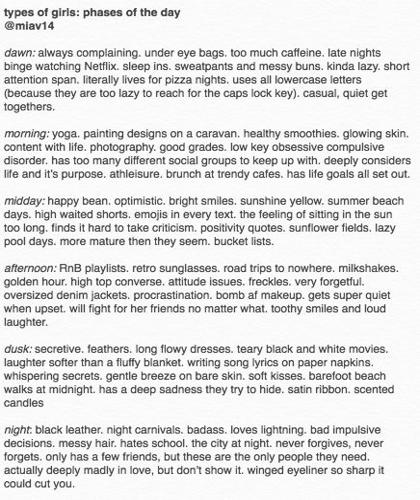 types of girls: phases of the day
@miav14
dawn: always complaining. under eye bags. too much caffeine. late nights
binge watching Netflix. sleep ins. sweatpants and messy buns. kinda lazy. short
attention span. literally lives for pizza nights. uses all lowercase letters
(because they are too lazy to reach for the caps lock key). casual, quiet get
togethers.
morning: yoga. painting designs on a caravan. healthy smoothies. glowing skin.
content with life. photography. good grades. low key obsessive compulsive
disorder. has too many different social groups to keep up with. deeply considers
life and it's purpose. athleisure. brunch at trendy cafes. has life goals all set out.
midday: happy bean. optimistic. bright smiles. sunshine yellow. summer beach
days. high waisted shorts. emojis in every text. the feeling of sitting in the sun
too long. finds it hard to take criticism. positivity quotes. sunflower fields. lazy
pool days. more mature then they seem. bucket lists.
afternoon: RnB playlists. retro sunglasses. road trips to nowhere. milkshakes.
golden hour. high top converse. attitude issues. freckles. very forgetful.
oversized denim jackets. procrastination. bomb af makeup. gets super quiet
when upset. will fight for her friends no matter what. toothy smiles and loud
laughter.
dusk: secretive. feathers. long flowy dresses. teary black and white movies.
laughter softer than a fluffy blanket. writing song lyrics on paper napkins.
whispering secrets. gentle breeze on bare skin. soft kisses. barefoot beach
walks at midnight. has a deep sadness they try to hide. satin ribbon. scented
candles
night: black leather. night carnivals. badass. loves lightning. bad impulsive
decisions. messy hair. hates school. the city at night. never forgives, never
forgets. only has a few friends, but these are the only people they need.
actually deeply madly in love, but don't show it. winged eyeliner so sharp it
could cut you.